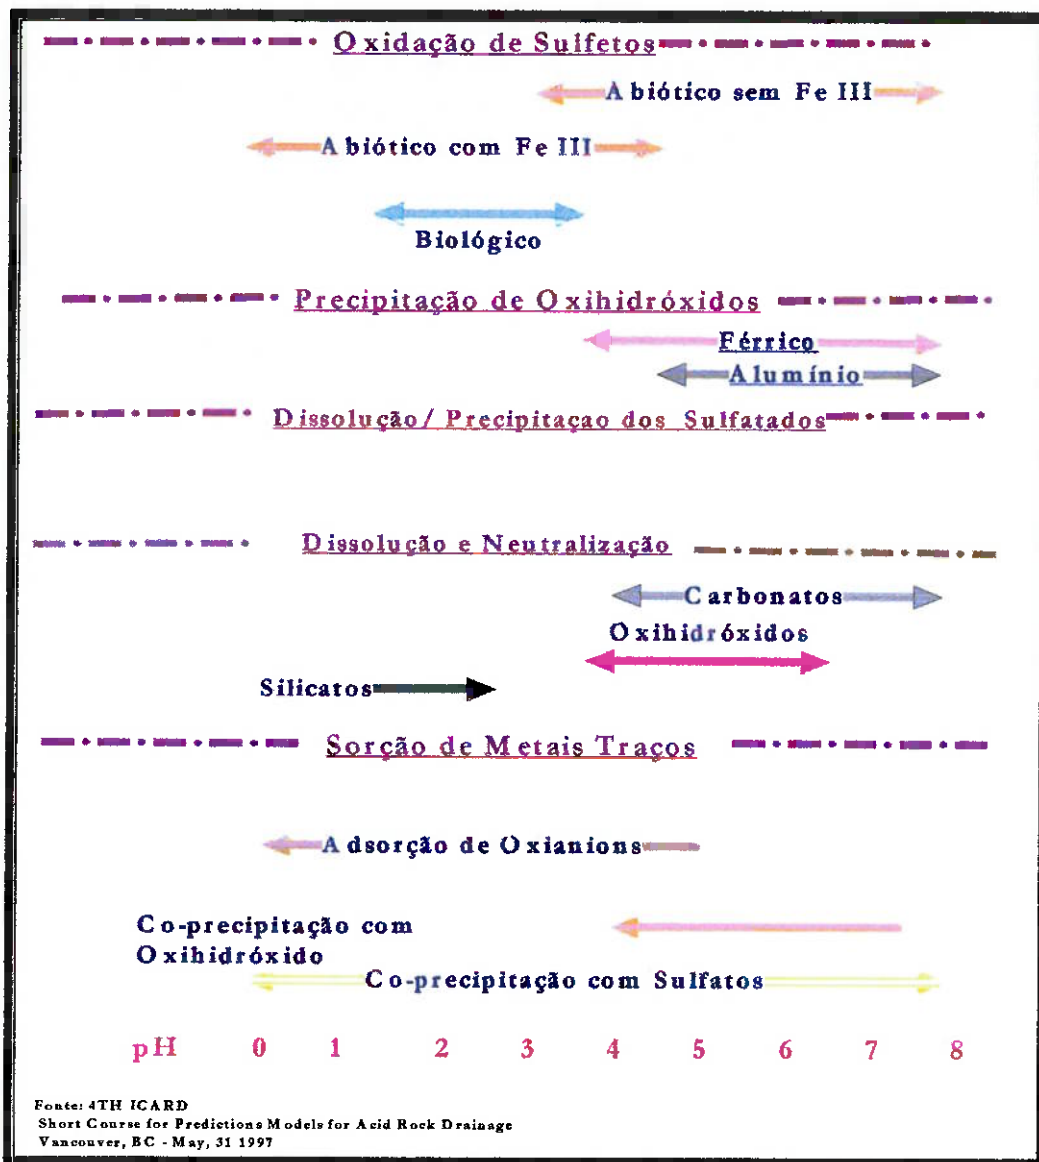 Oxidação de Sulfetos
Abiótico sem Fe III
Abiótico com Fe III
Biológico
Precipitação de Oxihidróxidos
Férrico
Alumínio
Dissolução/ Precipitaçao dos Sulfatados
Dissolução e Neutralização
Carbonatos
Oxihidróxidos
Silicatos
Sorção de Metais Traços
Adsorção de Oxianions
Co-precipitação com
Oxihidróxido
Co-precipitação com Sulfatos
pH 0 1 2 3 4 5 6 7 8
Fonte: 4TH ICARD
Short Course for Predictions Models for Acid Rock Drainage
Vancouver, BC - May, 31 1997